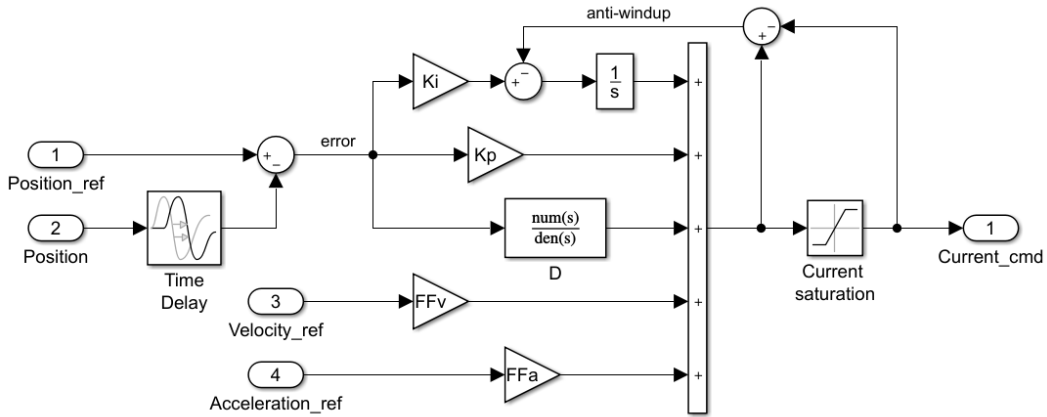 anti-windup
−
+
−
Ki
+
−
1
s
+
error
1
Position_ref
+
−
Kp
+
2
Position
Time
Delay
num(s)
den(s)
D
+
Current
saturation
1
Current_cmd
3
Velocity_ref
FFv
+
4
Acceleration_ref
FFa
+